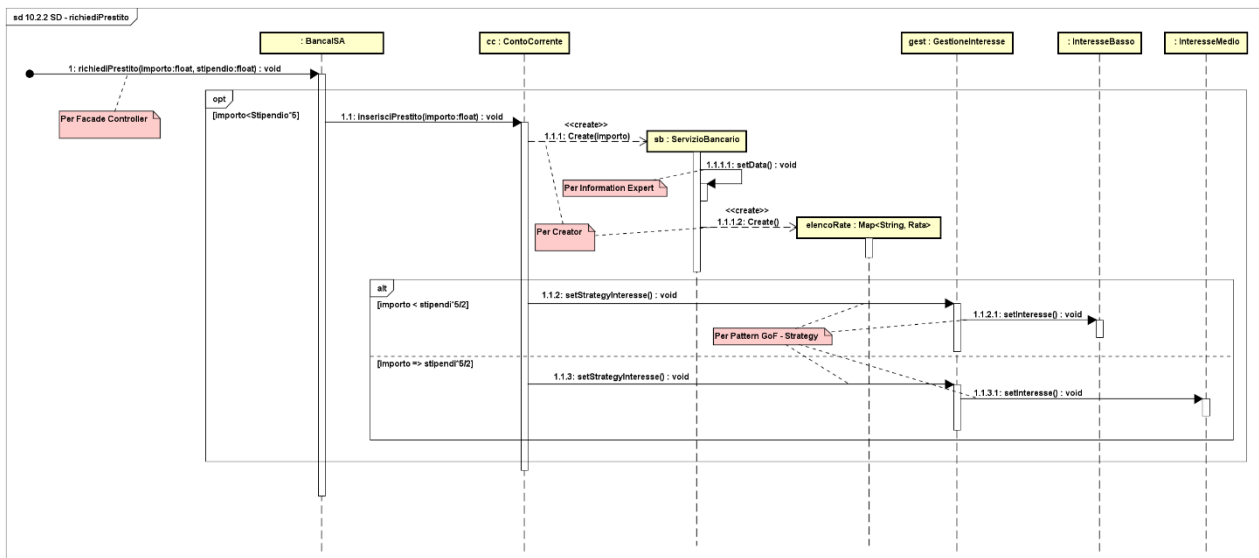 sd 10.2.2 SD - richiediPrestito
: BancaISA
cc : ContoCorrente
gest : GestioneInteresse
: InteresseBasso
: InteresseMedio
1: richiediPrestito(importo:float, stipendio:float) : void
opt
[importo<Stipendio*5]
Per Facade Controller
1.1: inserisciPrestito(importo:float) : void
<<create>>
1.1.1: Create(importo)
sb : ServizioBancario
1.1.1.1: setData() : void
Per Information Expert
<<create>>
1.1.1.2: Create()
elencoRate : Map<String, Rata>
Per Creator
alt
[importo < stipendi*5/2]
1.1.2: setStrategyInteresse() : void
1.1.2.1: setInteresse() : void
Per Pattern GoF - Strategy
[importo => stipendi*5/2]
1.1.3: setStrategyInteresse() : void
1.1.3.1: setInteresse() : void